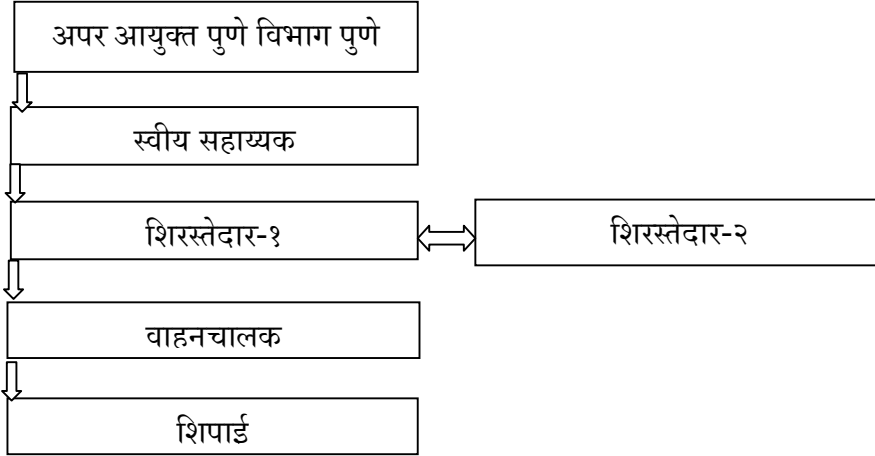 अपर आयुक्त पुणे विभाग पुणे
स्वीय सहाय्यक
शिरस्तेदार-१
शिरस्तेदार-२
वाहनचालक
शिपाई